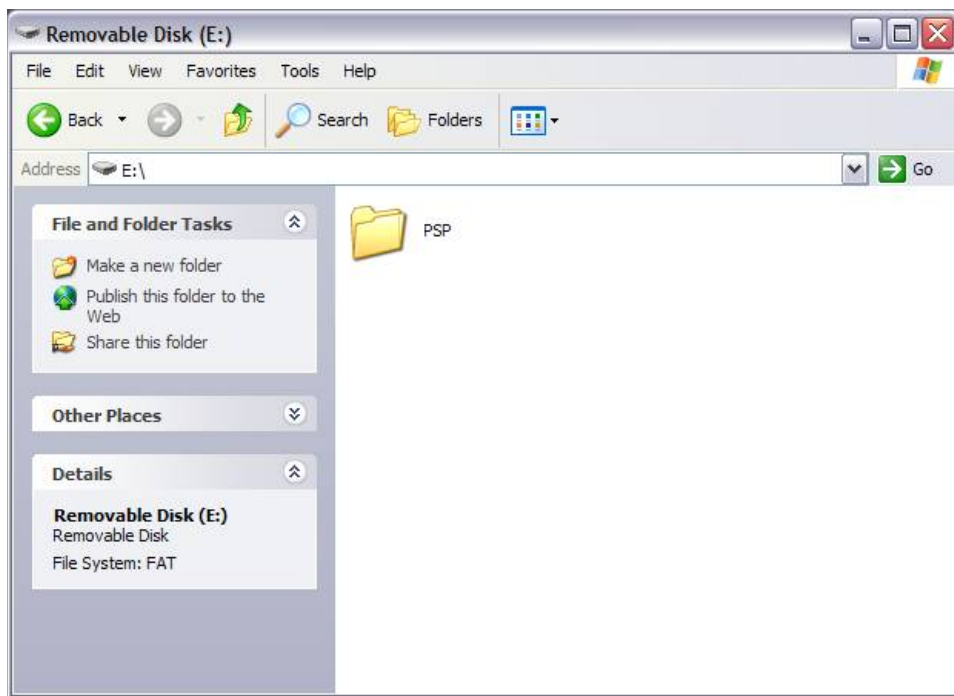 Removable Disk (E:)
File Edit View Favorites Tools Help
Back Search Folders
Address E:\ Go
File and Folder Tasks
Make a new folder
Publish this folder to the
Web
Share this folder
Other Places
Details
Removable Disk (E:)
Removable Disk
File System: FAT
PSP